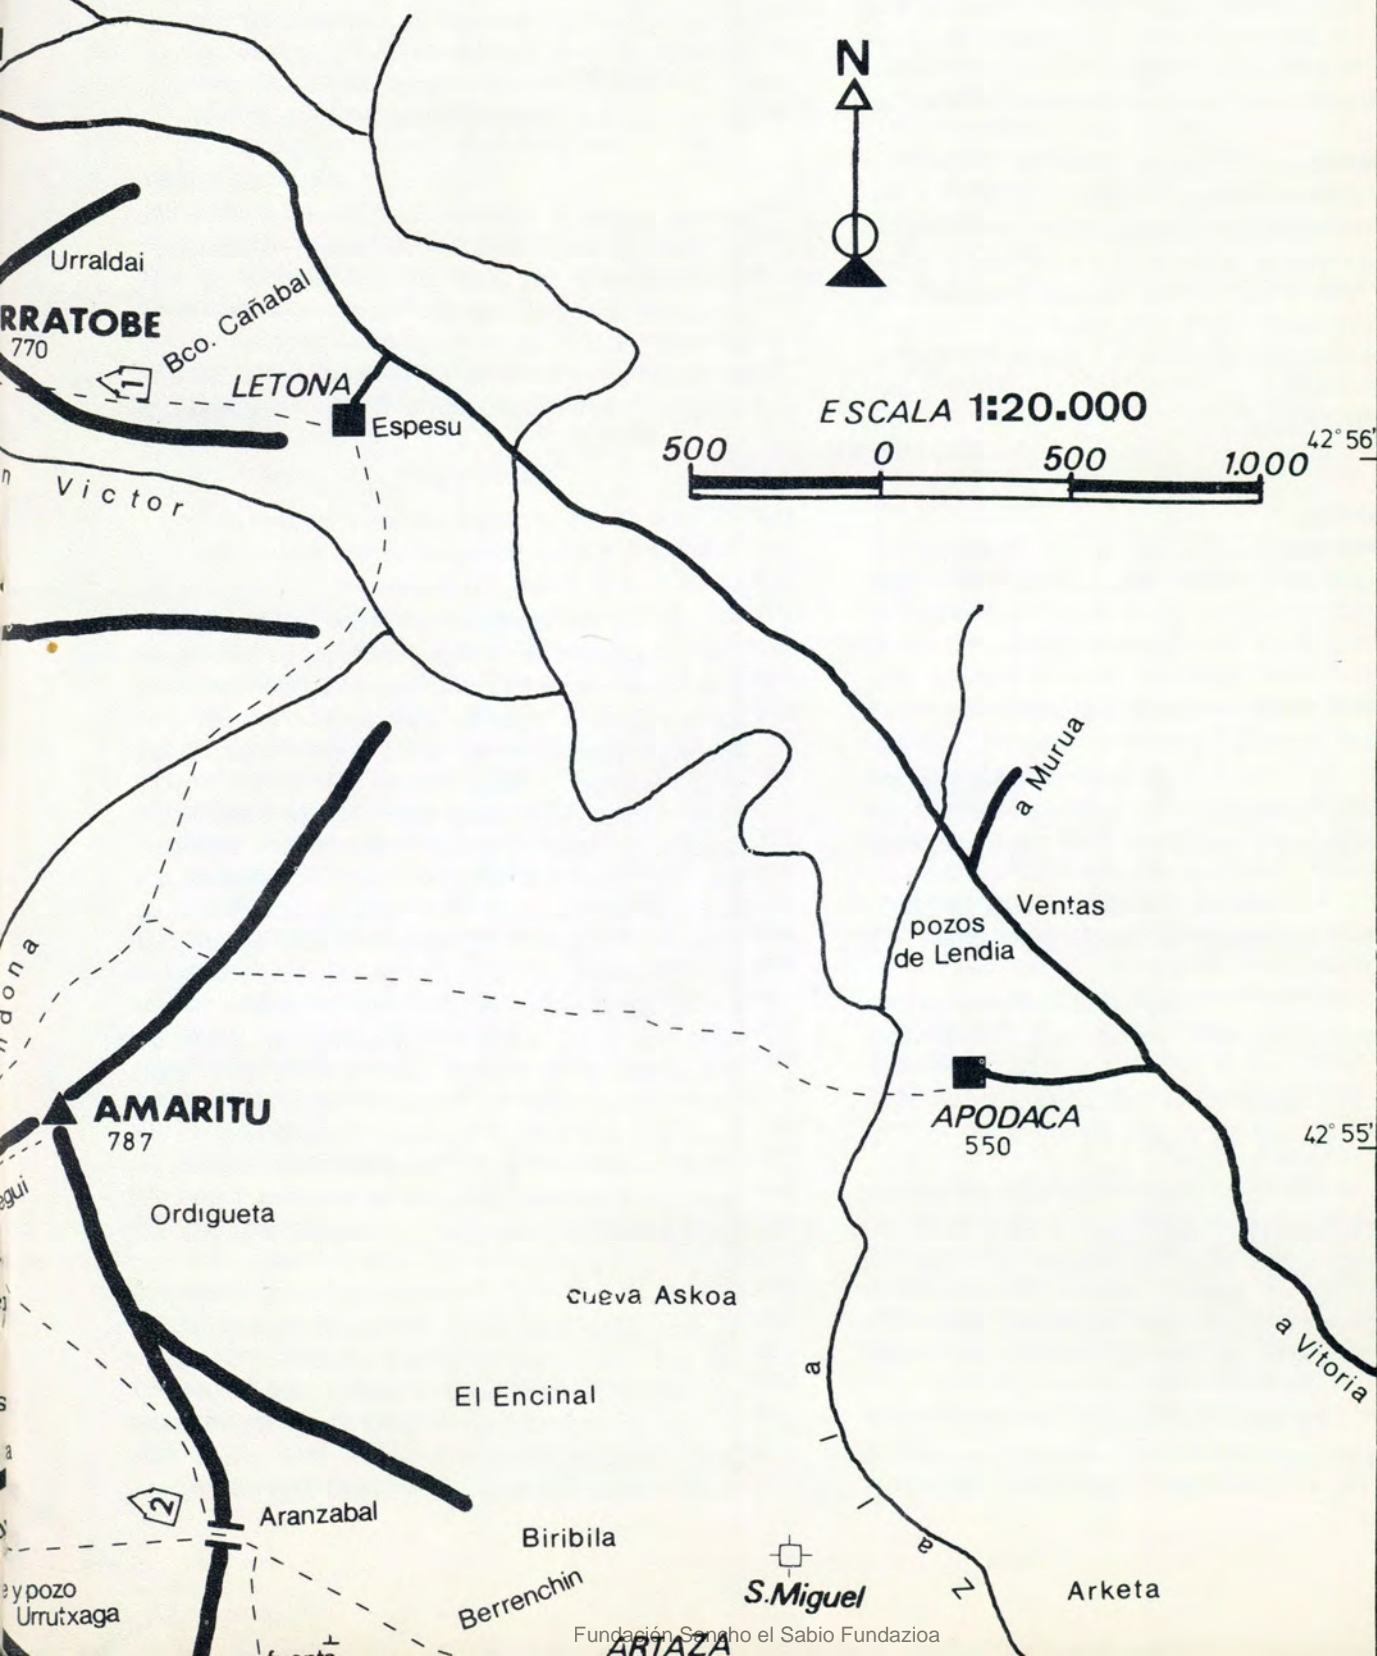 N
Urraldai
RRATOBE
770
Bco. Cañabal
1
LETONA
Espesu
ESCALA 1:20.000
500 0 500 1.000
42° 56'
Victor
a Murua
Ventas
pozos
de Lendia
AMARITU
787
APODACA
550
42° 55'
Ordigueta
cueva Askoa
a Vitoria
El Encinal
2
Aranzabal
Biribila
Berrenchin
S.Miguel
Arketa
e y pozo
Urrutxaga
Z a l l a
ARTAZA
Fundación Sancho el Sabio Fundazioa